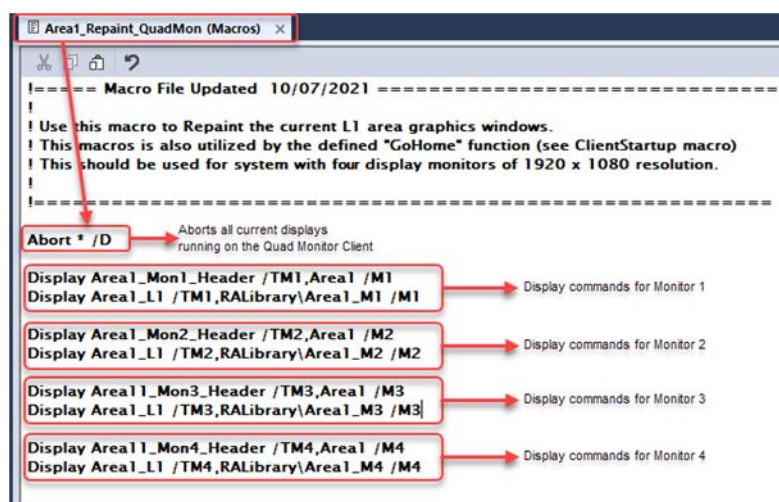 Area1_Repaint_QuadMon (Macros) ×
!===== Macro File Updated 10/07/2021 ================================
!
! Use this macro to Repaint the current L1 area graphics windows.
! This macros is also utilized by the defined "GoHome" function (see ClientStartup macro)
! This should be used for system with four display monitors of 1920 x 1080 resolution.
!
!==========================================================
Abort * /D
Aborts all current displays
running on the Quad Monitor Client
Display Area1_Mon1_Header /TM1,Area1 /M1
Display Area1_L1 /TM1,RALibrary\Area1_M1 /M1
Display commands for Monitor 1
Display Area1_Mon2_Header /TM2,Area1 /M2
Display Area1_L1 /TM2,RALibrary\Area1_M2 /M2
Display commands for Monitor 2
Display Area11_Mon3_Header /TM3,Area1 /M3
Display Area1_L1 /TM3,RALibrary\Area1_M3 /M3
Display commands for Monitor 3
Display Area11_Mon4_Header /TM4,Area1 /M4
Display Area1_L1 /TM4,RALibrary\Area1_M4 /M4
Display commands for Monitor 4